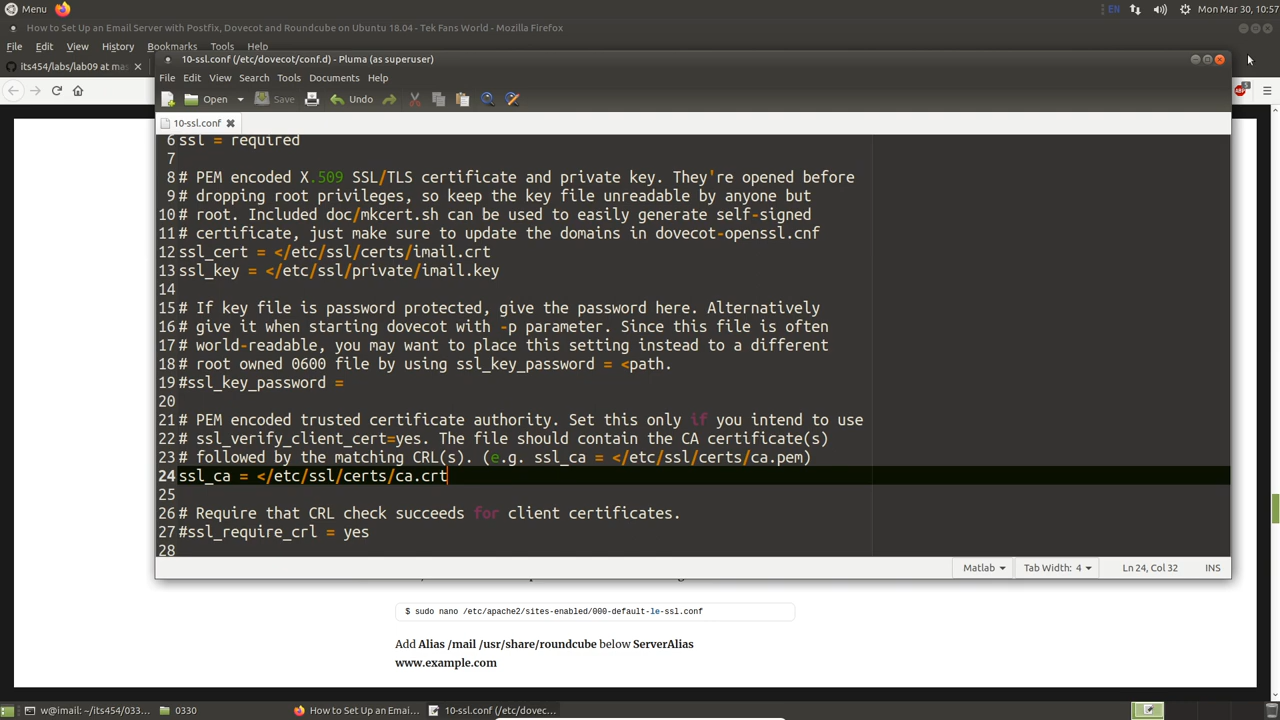 Menu
EN
Mon Mar 30, 10:57
How to Set Up an Email Server with Postfix, Dovecot and Roundcube on Ubuntu 18.04 - Tek Fans World - Mozilla Firefox
File Edit View History Bookmarks Tools Help
its454/labs/lab09 at mas
10-ssl.conf (/etc/dovecot/conf.d) - Pluma (as superuser)
File Edit View Search Tools Documents Help
Open Save Undo
ABP
10-ssl.conf
6 ssl = required
7
8 # PEM encoded X.509 SSL/TLS certificate and private key. They're opened before
9 # dropping root privileges, so keep the key file unreadable by anyone but
10 # root. Included doc/mkcert.sh can be used to easily generate self-signed
11 # certificate, just make sure to update the domains in dovecot-openssl.cnf
12 ssl_cert = </etc/ssl/certs/imail.crt
13 ssl_key = </etc/ssl/private/imail.key
14
15 # If key file is password protected, give the password here. Alternatively
16 # give it when starting dovecot with -p parameter. Since this file is often
17 # world-readable, you may want to place this setting instead to a different
18 # root owned 0600 file by using ssl_key_password = <path.
19 #ssl_key_password =
20
21 # PEM encoded trusted certificate authority. Set this only if you intend to use
22 # ssl_verify_client_cert=yes. The file should contain the CA certificate(s)
23 # followed by the matching CRL(s). (e.g. ssl_ca = </etc/ssl/certs/ca.pem)
24 ssl_ca = </etc/ssl/certs/ca.crt
25
26 # Require that CRL check succeeds for client certificates.
27 #ssl_require_crl = yes
28
Matlab Tab Width: 4 Ln 24, Col 32 INS
$ sudo nano /etc/apache2/sites-enabled/000-default-le-ssl.conf
Add Alias /mail /usr/share/roundcube below ServerAlias
www.example.com
w@imail: ~/its454/033...
0330
How to Set Up an Emai...
10-ssl.conf (/etc/dovec...